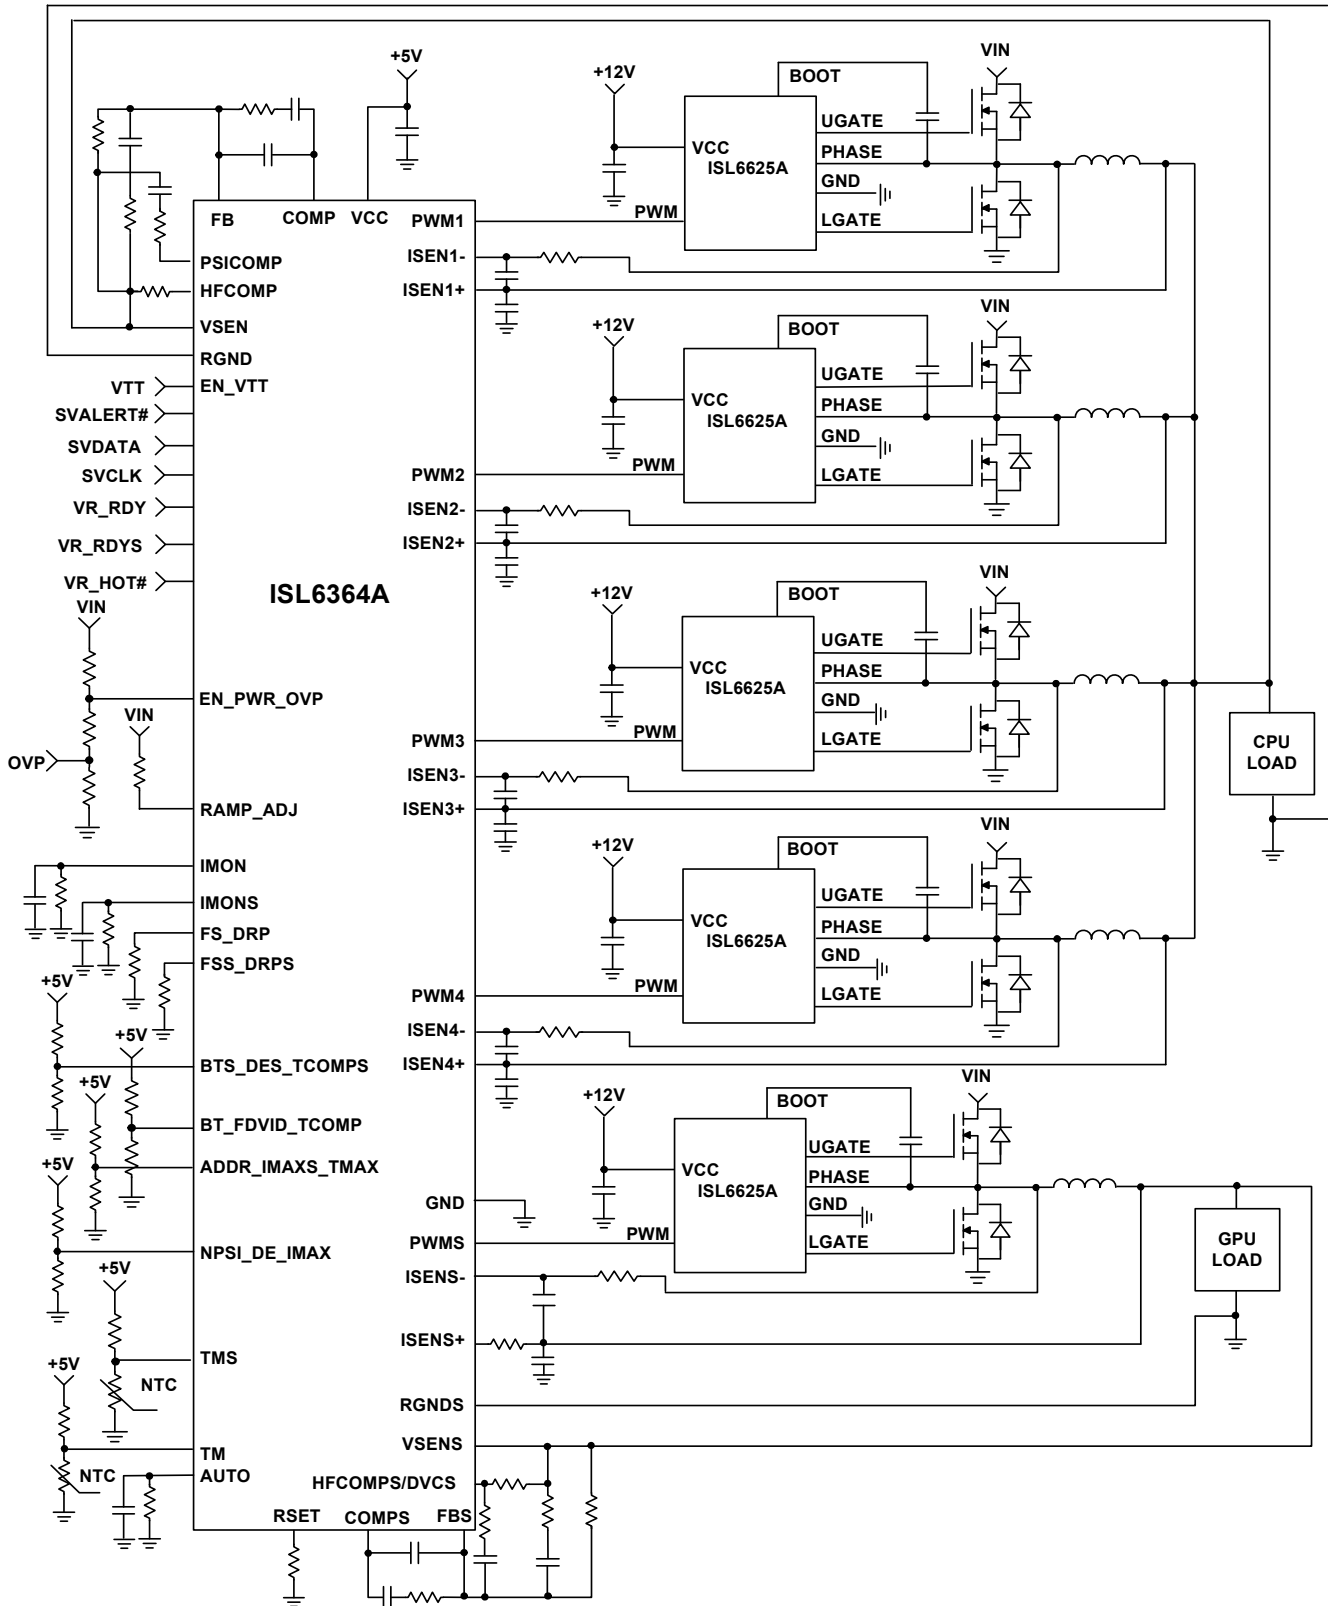 +5V
FB
COMP
VCC
PSICOMP
HFCOMP
VSEN
RGND
VTT
EN_VTT
SVALERT#
SVDATA
SVCLK
VR_RDY
VR_RDYS
VR_HOT#
VIN
EN_PWR_OVP
OVP
VIN
RAMP_ADJ
IMON
IMONS
FS_DRP
FSS_DRPS
+5V
BTS_DES_TCOMPS
+5V
BT_FDVID_TCOMP
+5V
ADDR_IMAXS_TMAX
+5V
NPSI_DE_IMAX
+5V
TMS
NTC
+5V
TM
NTC
AUTO
RSET
COMPS
FBS
HFCOMPS/DVCS
ISL6364A
PWM1
ISEN1-
ISEN1+
PWM2
ISEN2-
ISEN2+
PWM3
ISEN3-
ISEN3+
PWM4
ISEN4-
ISEN4+
GND
PWMS
ISENS-
ISENS+
RGNDS
VSENS
+12V
BOOT
VIN
VCC
ISL6625A
UGATE
PHASE
GND
LGATE
PWM
+12V
BOOT
VIN
VCC
ISL6625A
UGATE
PHASE
GND
LGATE
PWM
+12V
BOOT
VIN
VCC
ISL6625A
UGATE
PHASE
GND
LGATE
PWM
CPU
LOAD
+12V
BOOT
VIN
VCC
ISL6625A
UGATE
PHASE
GND
LGATE
PWM
+12V
BOOT
VIN
VCC
ISL6625A
UGATE
PHASE
GND
LGATE
PWM
GPU
LOAD